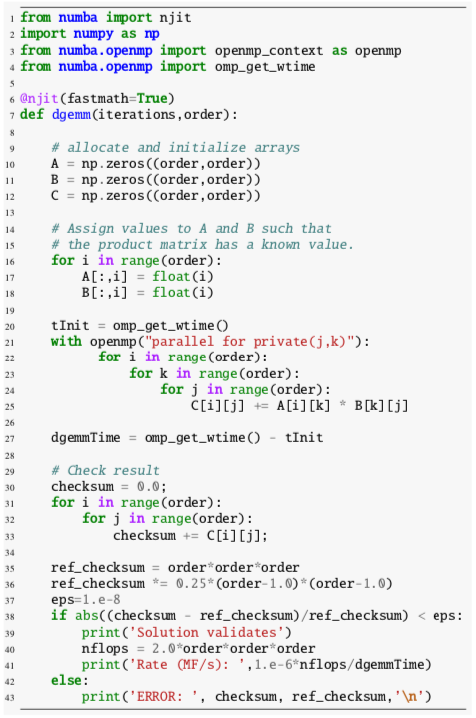 1 from numba import njit
2 import numpy as np
3 from numba.openmp import openmp_context as openmp
4 from numba.openmp import omp_get_wtime
5
6 @njit(fastmath=True)
7 def dgemm(iterations,order):
8
9     # allocate and initialize arrays
10     A = np.zeros((order,order))
11     B = np.zeros((order,order))
12     C = np.zeros((order,order))
13
14     # Assign values to A and B such that
15     # the product matrix has a known value.
16     for i in range(order):
17         A[:,i] = float(i)
18         B[:,i] = float(i)
19
20     tInit = omp_get_wtime()
21     with openmp("parallel for private(j,k)"):
22           for i in range(order):
23               for k in range(order):
24                   for j in range(order):
25                       C[i][j] += A[i][k] * B[k][j]
26
27     dgemmTime = omp_get_wtime() - tInit
28
29     # Check result
30     checksum = 0.0;
31     for i in range(order):
32         for j in range(order):
33             checksum += C[i][j];
34
35     ref_checksum = order*order*order
36     ref_checksum *= 0.25*(order-1.0)*(order-1.0)
37     eps=1.e-8
38     if abs((checksum - ref_checksum)/ref_checksum) < eps:
39         print('Solution validates')
40         nflops = 2.0*order*order*order
41         print('Rate (MF/s): ',1.e-6*nflops/dgemmTime)
42     else:
43         print('ERROR: ', checksum, ref_checksum,'\n')